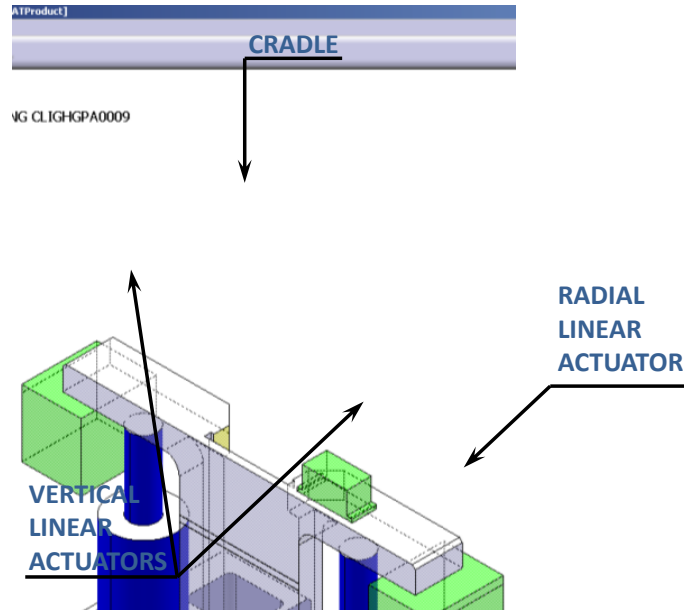 ATProduct]
CRADLE
NG CLIGHGPA0009
RADIAL
LINEAR
ACTUATOR
VERTICAL
LINEAR
ACTUATORS